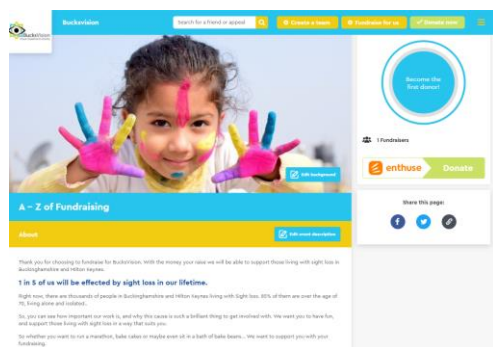 BucksVision
Bucksvision
Search for a friend or appeal
Create a team
Fundraise for us
Donate now
Become the
first donor!
1 Fundraisers
enthuse
Donate
Edit background
Share this page:
A – Z of Fundraising
About
Edit event description
Thank you for choosing to fundraise for BucksVision. With the money your raise we will be able to support those living with sight loss in
Buckinghamshire and Milton Keynes.
1 in 5 of us will be effected by sight loss in our lifetime.
Right now, there are thousands of people in Buckinghamshire and Milton Keynes living with Sight loss. 65% of them are over the age of
75, living alone and isolated..
So, you can see how important our work is, and why this cause is such a brilliant thing to get involved with. We want you to have fun,
and support those living with sight loss in a way that suits you.
So whether you want to run a marathon, bake cakes or maybe even sit in a bath of bake beans... We want to support you with your
fundraising.